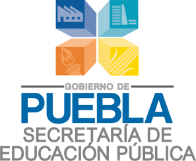 GOBIERNO DE
PUEBLA
SECRETARÍA DE
EDUCACIÓN PÚBLICA